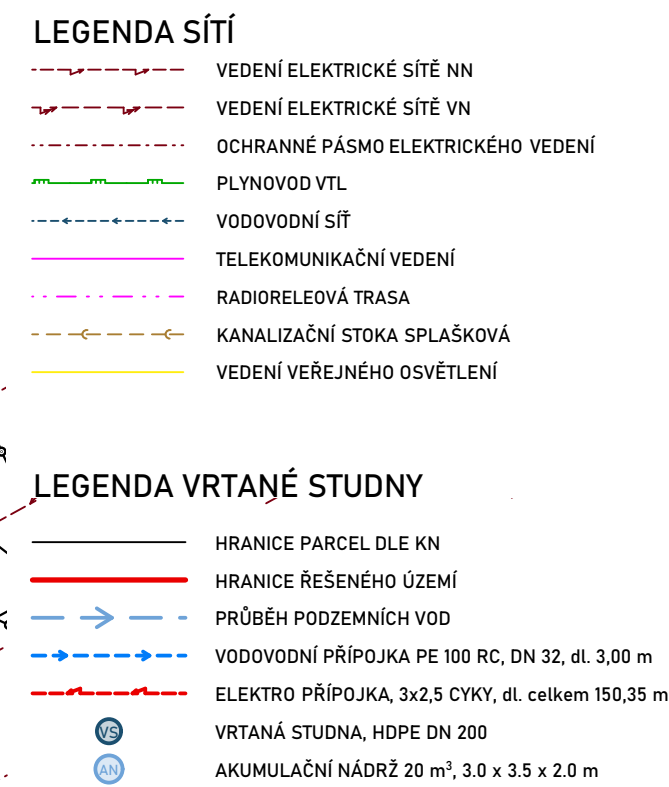 LEGENDA SÍTÍ
VEDENÍ ELEKTRICKÉ SÍTĚ NN
VEDENÍ ELEKTRICKÉ SÍTĚ VN
OCHRANNÉ PÁSMO ELEKTRICKÉHO VEDENÍ
PLYNOVOD VTL
VODOVODNÍ SÍŤ
TELEKOMUNIKAČNÍ VEDENÍ
RADIORELEOVÁ TRASA
KANALIZAČNÍ STOKA SPLAŠKOVÁ
VEDENÍ VEŘEJNÉHO OSVĚTLENÍ
LEGENDA VRTANÉ STUDNY
HRANICE PARCEL DLE KN
HRANICE ŘEŠENÉHO ÚZEMÍ
PRŮBĚH PODZEMNÍCH VOD
VODOVODNÍ PŘÍPOJKA PE 100 RC, DN 32, dl. 3,00 m
ELEKTRO PŘÍPOJKA, 3x2,5 CYKY, dl. celkem 150,35 m
VS VRTANÁ STUDNA, HDPE DN 200
AN AKUMULAČNÍ NÁDRŽ 20 m³, 3.0 x 3.5 x 2.0 m